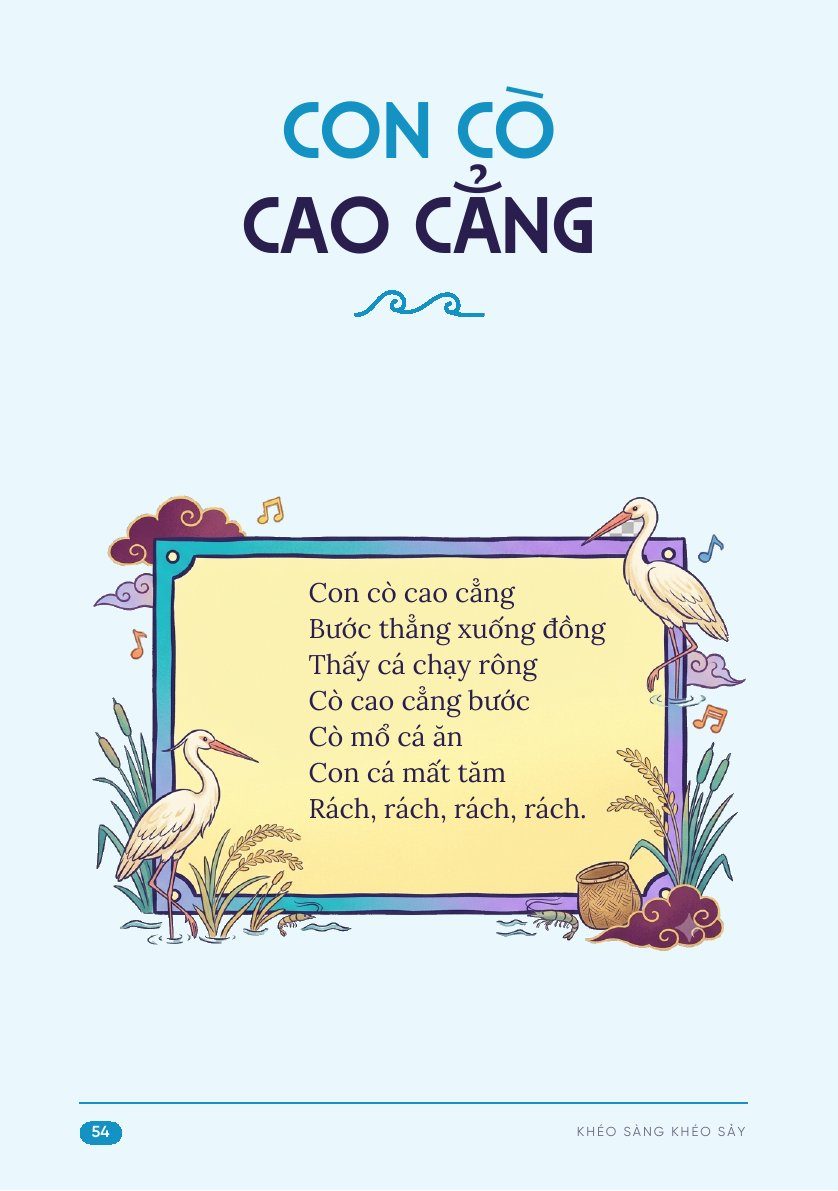 CON CÒ
CAO CẲNG
Con cò cao cẳng
Bước thẳng xuống đồng
Thấy cá chạy rông
Cò cao cẳng bước
Cò mổ cá ăn
Con cá mất tăm
Rách, rách, rách, rách.
54
KHÉO SÀNG KHÉO SẢY